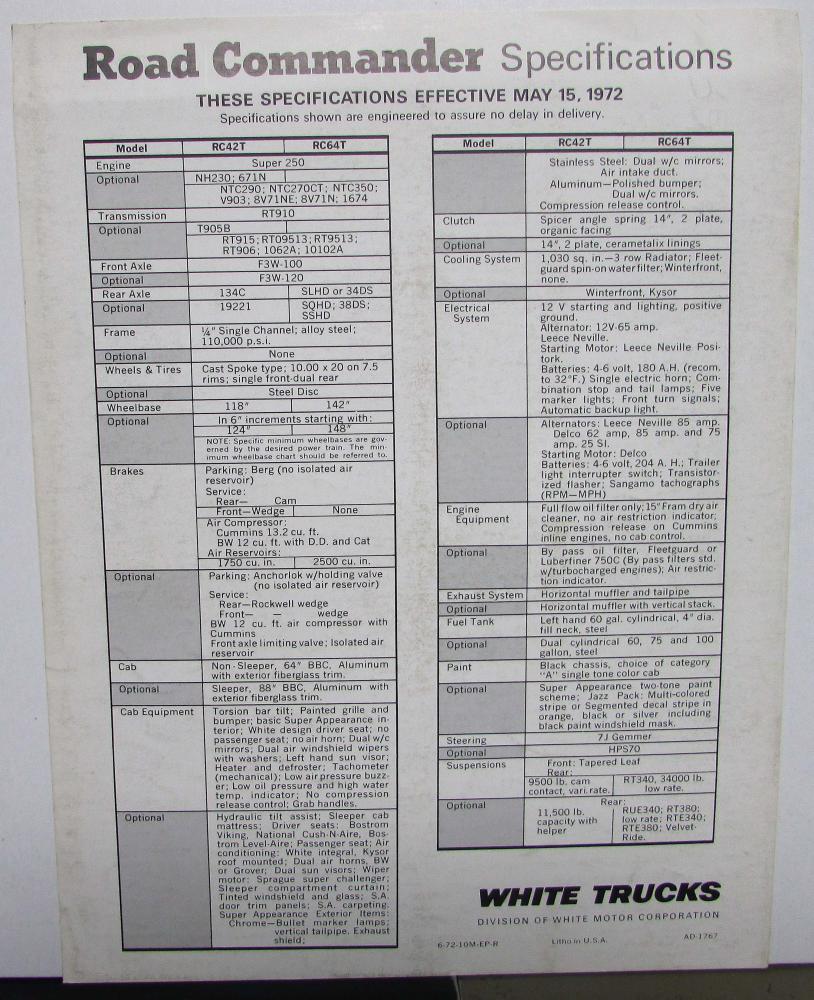 Road Commander Specifications
THESE SPECIFICATIONS EFFECTIVE MAY 15, 1972
Specifications shown are engineered to assure no delay in delivery.
Model RC42T RC64T
Engine Super 250
Optional NH230; 671N
NTC290; NTC270CT; NTC350;
V903; 8V71NE; 8V71N; 1674
Transmission RT910
Optional T905B
RT915; RT09513; RT9513;
RT906; 1062A; 10102A
Front Axle F3W-100
Optional F3W-120
Rear Axle 134C SLHD or 34DS
Optional 19221 SQHD; 38DS;
SSHD
Frame ¼" Single Channel; alloy steel;
110,000 p.s.i.
Optional None
Wheels & Tires Cast Spoke type; 10.00 x 20 on 7.5
rims; single front-dual rear
Optional Steel Disc
Wheelbase 118" 142"
Optional In 6" increments starting with:
124" 148"
NOTE: Specific minimum wheelbases are gov-
erned by the desired power train. The min-
imum wheelbase chart should be referred to.
Brakes Parking: Berg (no isolated air
reservoir)
Service:
Rear— Cam
Front—Wedge None
Air Compressor:
Cummins 13.2 cu. ft.
BW 12 cu. ft. with D.D. and Cat
Air Reservoirs:
1750 cu. in. 2500 cu. in.
Optional Parking: Anchorlok w/holding valve
(no isolated air reservoir)
Service:
Rear—Rockwell wedge
Front— — wedge
BW 12 cu. ft. air compressor with
Cummins
Front axle limiting valve; Isolated air
reservoir
Cab Non-Sleeper, 64" BBC, Aluminum
with exterior fiberglass trim.
Optional Sleeper, 88" BBC, Aluminum with
exterior fiberglass trim.
Cab Equipment Torsion bar tilt; Painted grille and
bumper; basic Super Appearance in-
terior; White design driver seat; no
passenger seat; no air horn; Dual w/c
mirrors; Dual air windshield wipers
with washers; Left hand sun visor;
Heater and defroster; Tachometer
(mechanical); Low air pressure buzz-
er; Low oil pressure and high water
temp. indicator; No compression
release control; Grab handles.
Optional Hydraulic tilt assist; Sleeper cab
mattress; Driver seats: Bostrom
Viking, National Cush-N-Aire, Bos-
trom Level-Aire; Passenger seat; Air
conditioning: White integral, Kysor
roof mounted; Dual air horns, BW
or Grover; Dual sun visors; Wiper
motor: Sprague super challenger;
Sleeper compartment curtain;
Tinted windshield and glass; S.A.
door trim panels; S.A. carpeting.
Super Appearance Exterior Items:
Chrome—Bullet marker lamps;
vertical tailpipe. Exhaust
shield;
Model RC42T RC64T
Stainless Steel: Dual w/c mirrors;
Air intake duct.
Aluminum—Polished bumper;
Dual w/c mirrors.
Compression release control.
Clutch Spicer angle spring 14", 2 plate,
organic facing
Optional 14", 2 plate, cerametalix linings
Cooling System 1,030 sq. in.—3 row Radiator; Fleet-
guard spin-on water filter; Winterfront,
none.
Optional Winterfront, Kysor
Electrical 12 V starting and lighting, positive
System ground.
Alternator: 12V-65 amp.
Leece Neville.
Starting Motor: Leece Neville Posi-
tork.
Batteries: 4-6 volt, 180 A.H. (recom.
to 32°F.) Single electric horn; Com-
bination stop and tail lamps; Five
marker lights; Front turn signals;
Automatic backup light.
Optional Alternators: Leece Neville 85 amp.
Delco 62 amp, 85 amp. and 75
amp. 25 SI.
Starting Motor: Delco
Batteries: 4-6 volt, 204 A. H.; Trailer
light interrupter switch; Transistor-
ized flasher; Sangamo tachographs
(RPM—MPH)
Engine Full flow oil filter only; 15" Fram dry air
Equipment cleaner, no air restriction indicator;
Compression release on Cummins
inline engines, no cab control.
Optional By pass oil filter, Fleetguard or
Luberfiner 750C (By pass filters std.
w/turbocharged engines); Air restric-
tion indicator.
Exhaust System Horizontal muffler and tailpipe
Optional Horizontal muffler with vertical stack.
Fuel Tank Left hand 60 gal. cylindrical, 4" dia.
fill neck, steel
Optional Dual cylindrical 60, 75 and 100
gallon, steel
Paint Black chassis, choice of category
"A" single tone color cab
Optional Super Appearance two-tone paint
scheme; Jazz Pack: Multi-colored
stripe or Segmented decal stripe in
orange, black or silver including
black paint windshield mask.
Steering 7J Gemmer
Optional HPS70
Suspensions Front: Tapered Leaf
Rear:
9500 lb. cam RT340, 34000 lb.
contact, vari. rate. low rate.
Optional Rear:
11,500 lb. RUE340; RT380;
capacity with low rate; RTE340;
helper RTE380; Velvet-
Ride.
WHITE TRUCKS
DIVISION OF WHITE MOTOR CORPORATION
6-72-10M-EP-R Litho in U.S.A. AD-1767